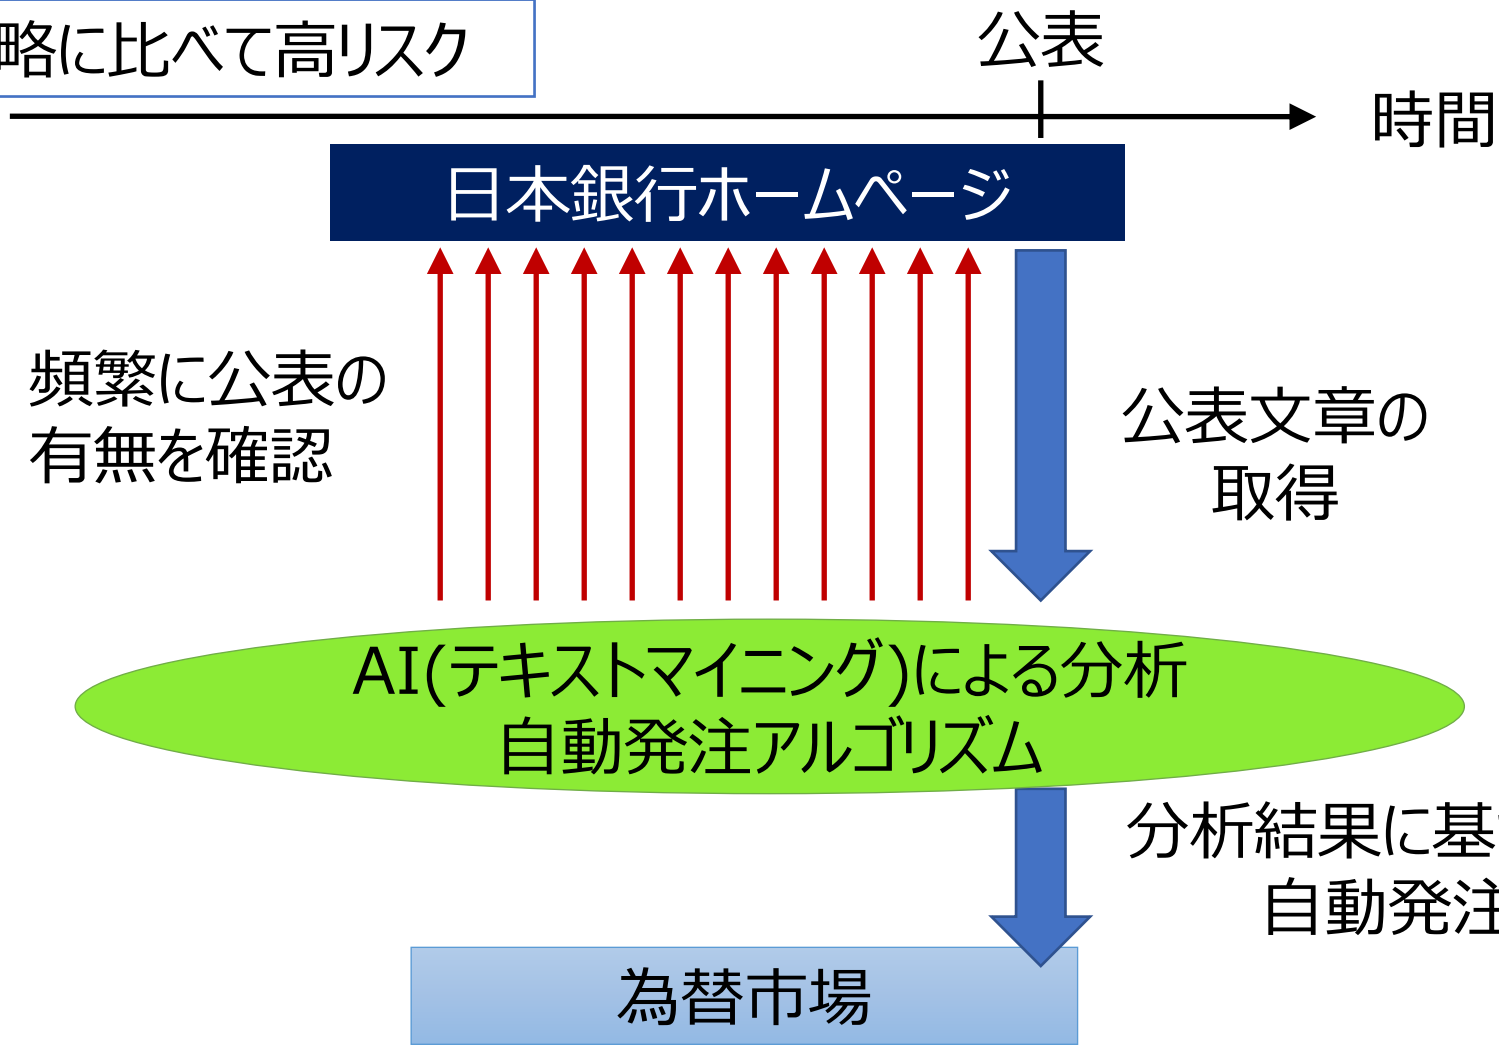 略に比べて高リスク
公表
時間
日本銀行ホームページ
頻繁に公表の
有無を確認
公表文章の
取得
AI(テキストマイニング)による分析
自動発注アルゴリズム
分析結果に基
自動発注
為替市場